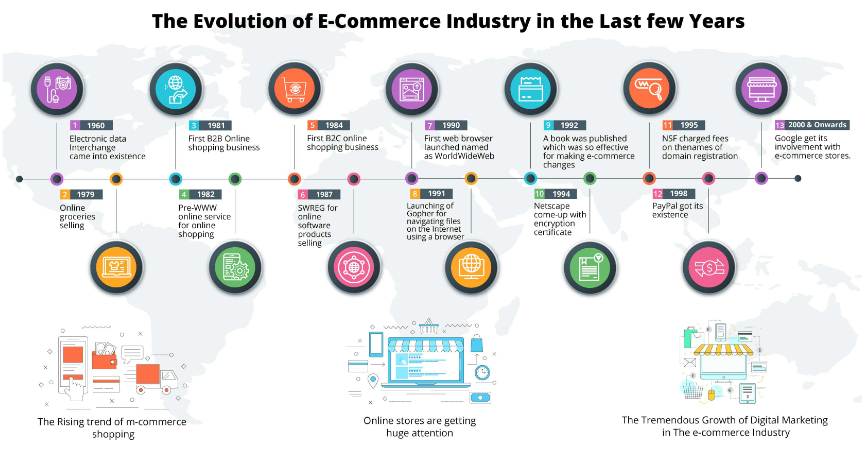 The Evolution of E-Commerce Industry in the Last few Years
1 1960
Electronic data
Interchange
came into existence
2 1979
Online
groceries
selling
3 1981
First B2B Online
shopping business
4 1982
Pre-WWW
online service
for online
shopping
5 1984
First B2C online
shopping business
6 1987
SWREG for
online
software
products
selling
7 1990
First web browser
launched named
as WorldWideWeb
8 1991
Launching of
Gopher for
navigating files
on the Internet
using a browser
9 1992
A book was published
which was so effective
for making e-commerce
changes
10 1994
Netscape
come-up with
encryption
certificate
11 1995
NSF charged fees
on thenames of
domain registration
12 1998
PayPal got its
existence
13 2000 & Onwards
Google get its
involvement with
e-commerce stores.
The Rising trend of m-commerce
shopping
Online stores are getting
huge attention
The Tremendous Growth of Digital Marketing
in The e-commerce Industry